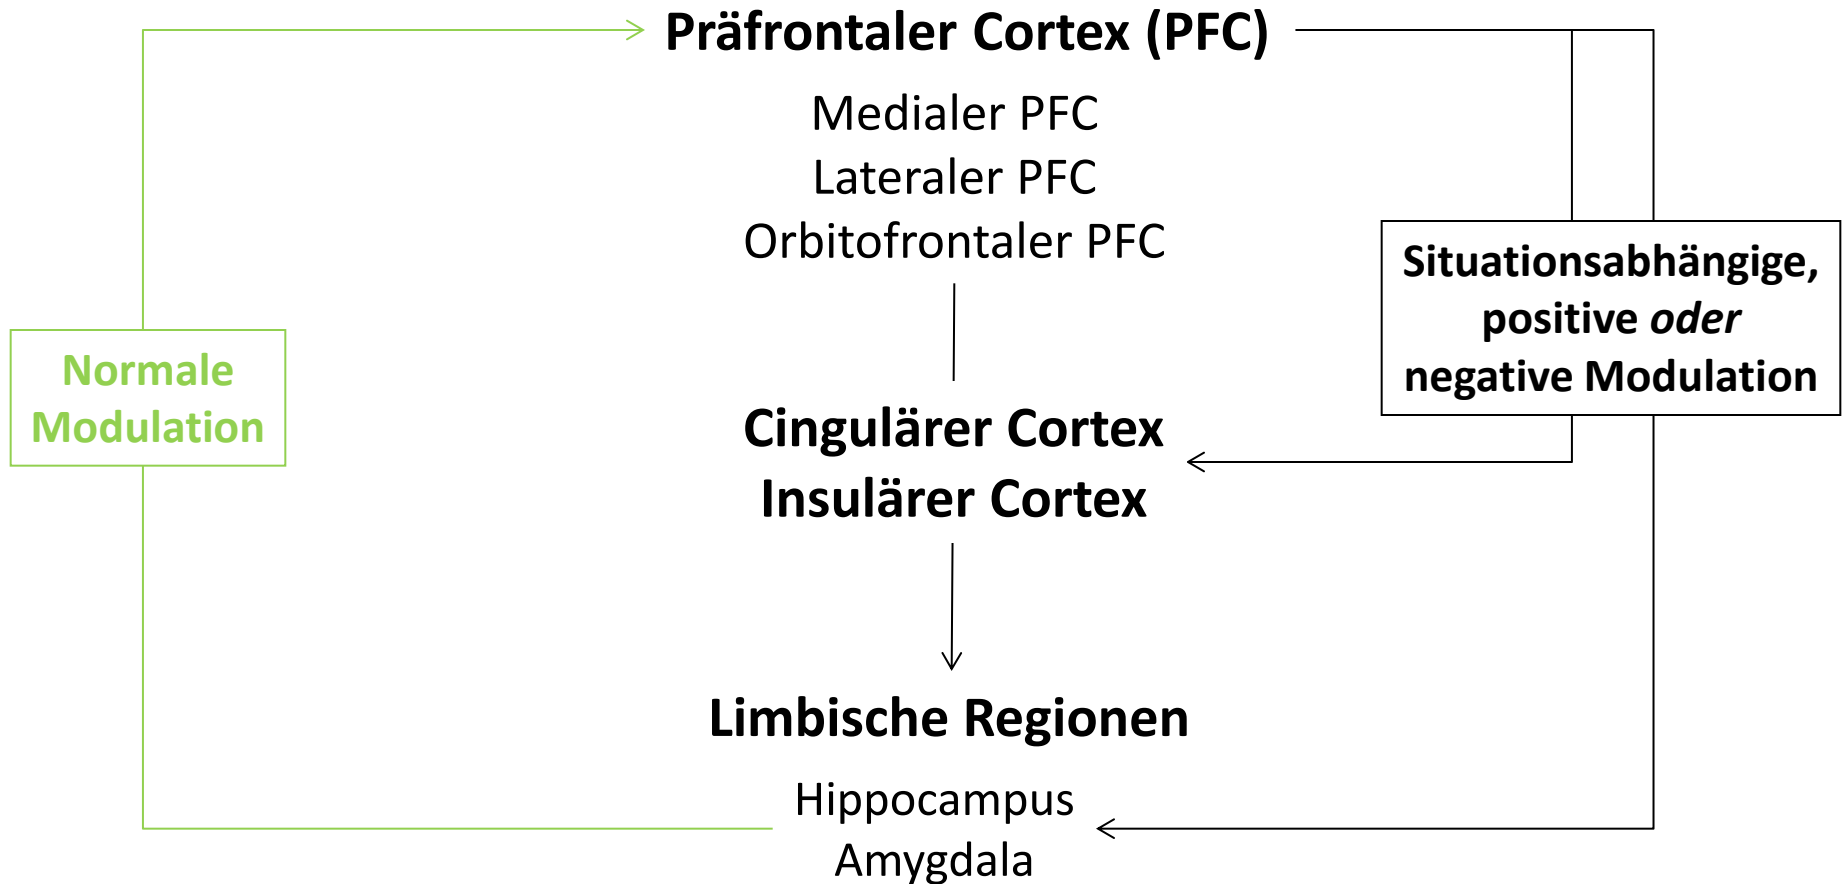 Präfrontaler Cortex (PFC)
Medialer PFC
Lateraler PFC
Orbitofrontaler PFC
Situationsabhängige,
positive oder
negative Modulation
Normale
Modulation
Cingulärer Cortex
Insulärer Cortex
Limbische Regionen
Hippocampus
Amygdala